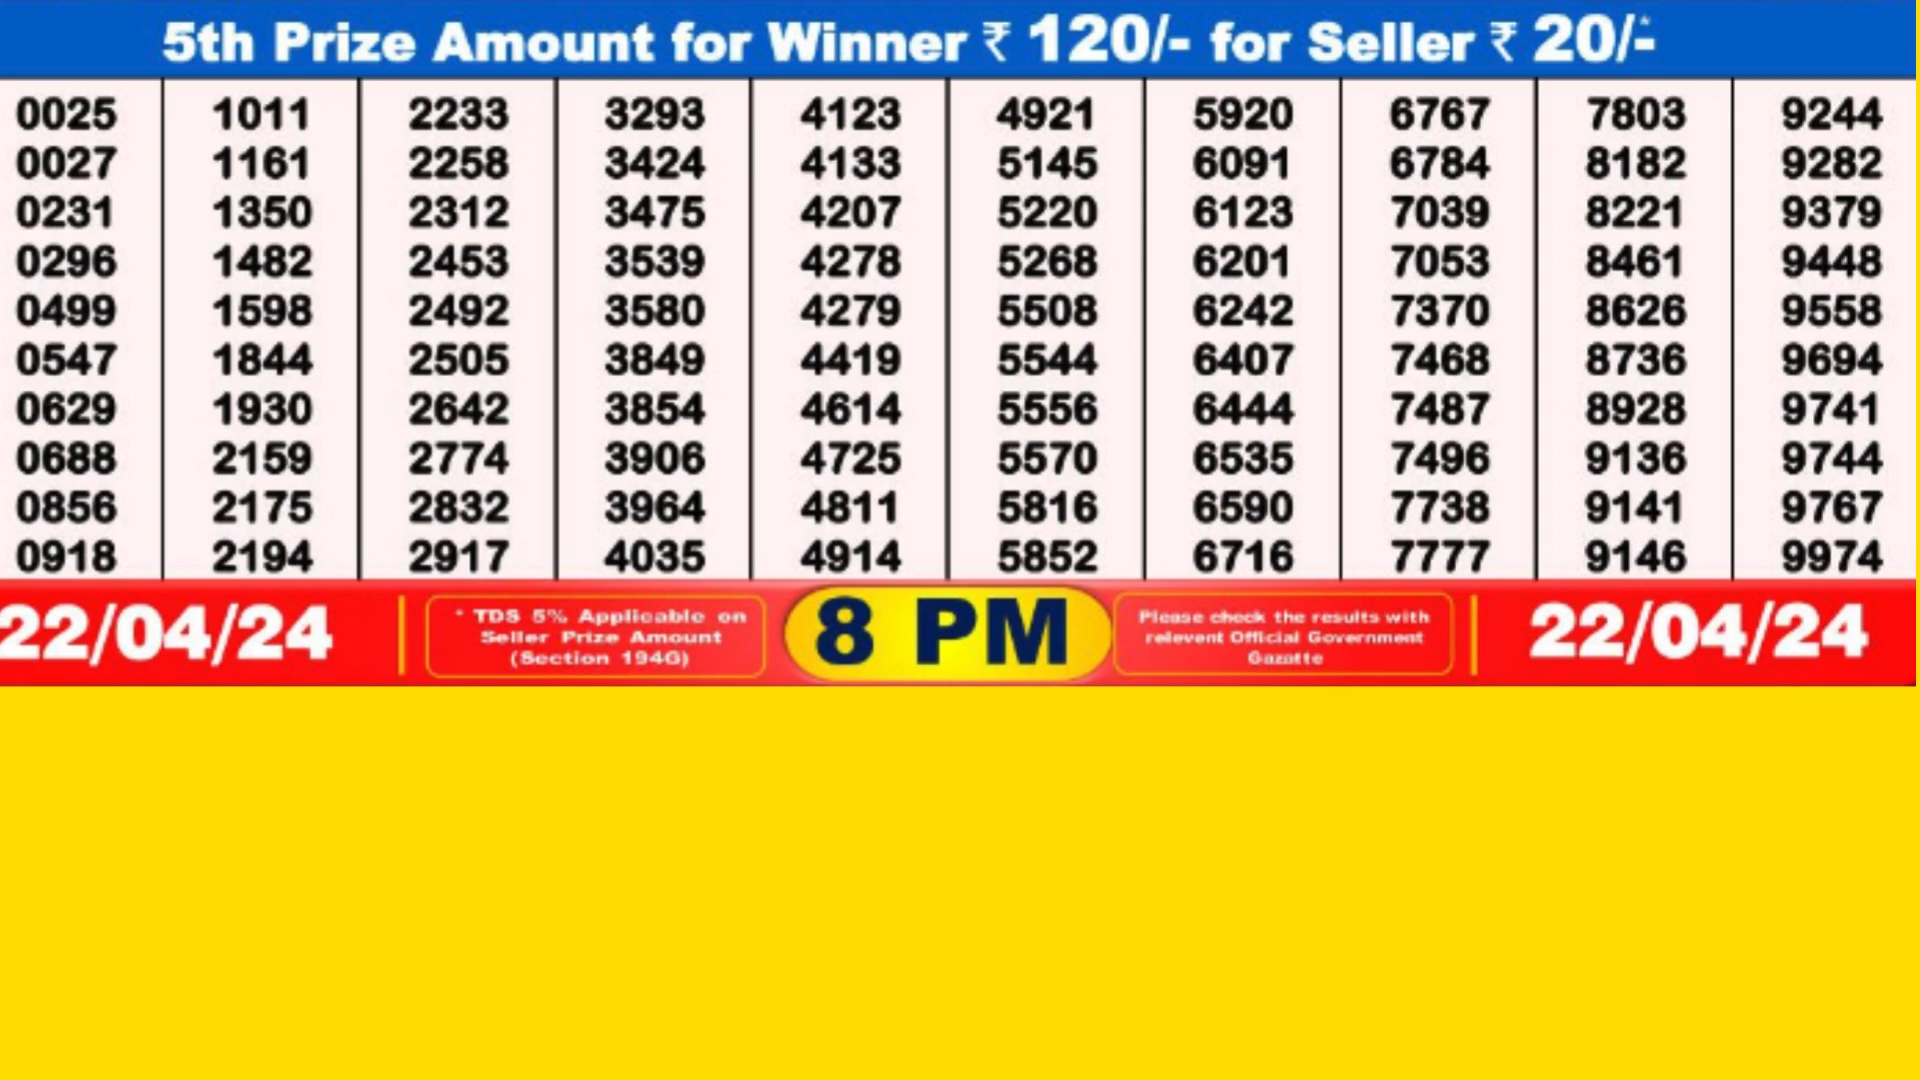 5th Prize Amount for Winner ₹ 120/- for Seller ₹ 20/-*
0025 1011 2233 3293 4123 4921 5920 6767 7803 9244
0027 1161 2258 3424 4133 5145 6091 6784 8182 9282
0231 1350 2312 3475 4207 5220 6123 7039 8221 9379
0296 1482 2453 3539 4278 5268 6201 7053 8461 9448
0499 1598 2492 3580 4279 5508 6242 7370 8626 9558
0547 1844 2505 3849 4419 5544 6407 7468 8736 9694
0629 1930 2642 3854 4614 5556 6444 7487 8928 9741
0688 2159 2774 3906 4725 5570 6535 7496 9136 9744
0856 2175 2832 3964 4811 5816 6590 7738 9141 9767
0918 2194 2917 4035 4914 5852 6716 7777 9146 9974
22/04/24
* TDS 5% Applicable on
Seller Prize Amount
(Section 194G)
8 PM
Please check the results with
relevent Official Government
Gazatte
22/04/24